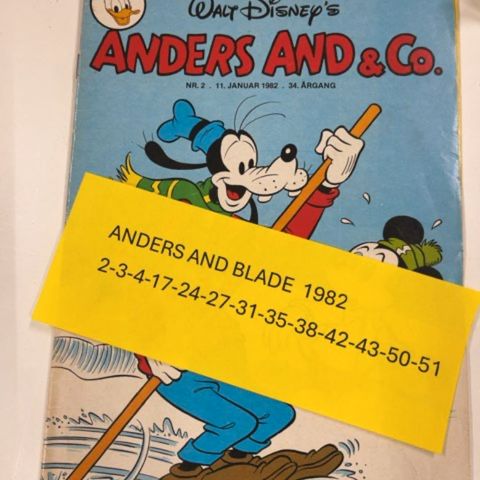 WALT DISNEY'S
ANDERS AND & Co.
NR. 2 . 11. JANUAR 1982 . 34. ÅRGANG
ANDERS AND BLADE 1982
2-3-4-17-24-27-31-35-38-42-43-50-51